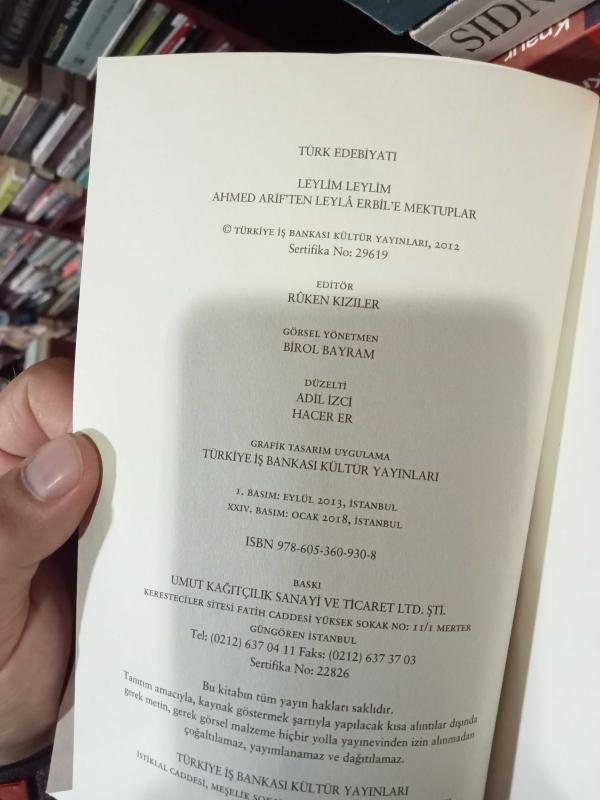 SIDN
Knaur
TÜRK EDEBİYATI
LEYLİM LEYLİM
AHMED ARİF'TEN LEYLÂ ERBİL'E MEKTUPLAR
© TÜRKİYE İŞ BANKASI KÜLTÜR YAYINLARI, 2012
Sertifika No: 29619
EDİTÖR
RÛKEN KIZILER
GÖRSEL YÖNETMEN
BİROL BAYRAM
DÜZELTİ
ADİL İZCİ
HACER ER
GRAFİK TASARIM UYGULAMA
TÜRKİYE İŞ BANKASI KÜLTÜR YAYINLARI
1. BASIM: EYLÜL 2013, İSTANBUL
XXIV. BASIM: OCAK 2018, İSTANBUL
ISBN 978-605-360-930-8
BASKI
UMUT KAĞITÇILIK SANAYİ VE TİCARET LTD. ŞTİ.
KERESTECİLER SİTESİ FATİH CADDESİ YÜKSEK SOKAK NO: 11/1 MERTER
GÜNGÖREN İSTANBUL
Tel: (0212) 637 04 11 Faks: (0212) 637 37 03
Sertifika No: 22826
Bu kitabın tüm yayın hakları saklıdır.
Tanıtım amacıyla, kaynak göstermek şartıyla yapılacak kısa alıntılar dışında
gerek metin, gerek görsel malzeme hiçbir yolla yayınevinden izin alınmadan
çoğaltılamaz, yayımlanamaz ve dağıtılamaz.
TÜRKİYE İŞ BANKASI KÜLTÜR YAYINLARI
İSTİKLAL CADDESİ, MEŞELİK